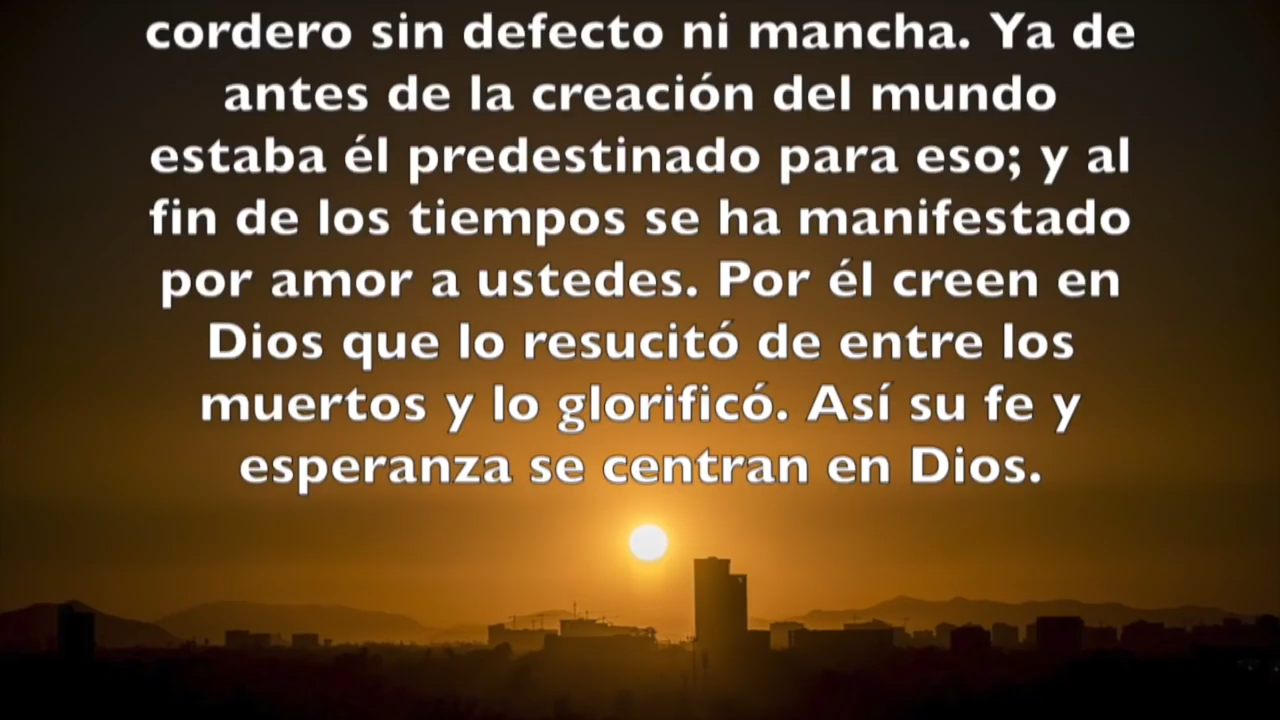 cordero sin defecto ni mancha. Ya de
antes de la creación del mundo
estaba él predestinado para eso; y al
fin de los tiempos se ha manifestado
por amor a ustedes. Por él creen en
Dios que lo resucitó de entre los
muertos y lo glorificó. Así su fe y
esperanza se centran en Dios.